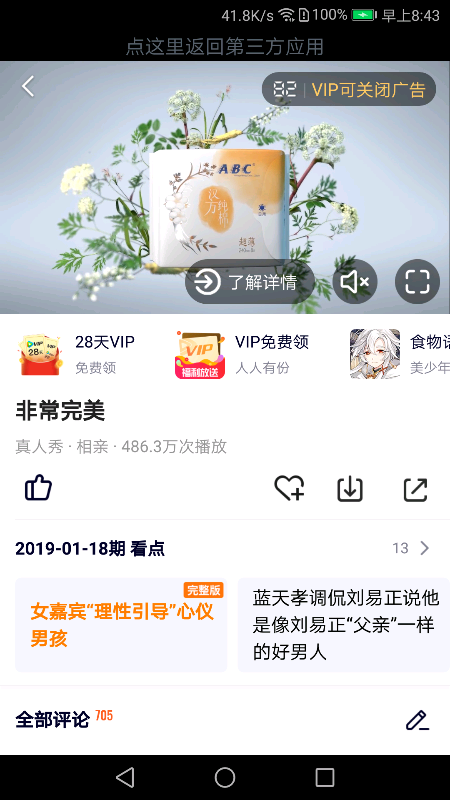 41.8K/s 100% 早上8:43
点这里返回第三方应用
82 | VIP可关闭广告
ABC
汉方
纯棉
超薄
了解详情
28天VIP
免费领
VIP免费领
人人有份
福利放送
食物语
美少年
非常完美
真人秀 · 相亲 · 486.3万次播放
2019-01-18期 看点
13
完整版
女嘉宾“理性引导”心仪
男孩
蓝天孝调侃刘易正说他
是像刘易正“父亲”一样
的好男人
全部评论 705